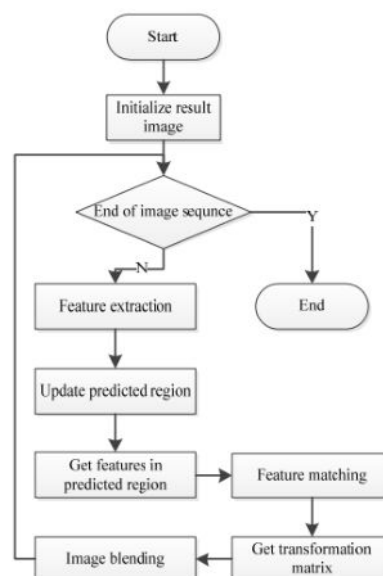 Start
Initialize result
image
End of image sequnce
Y
N
Feature extraction
End
Update predicted region
Get features in
predicted region
Feature matching
Get transformation
matrix
Image blending